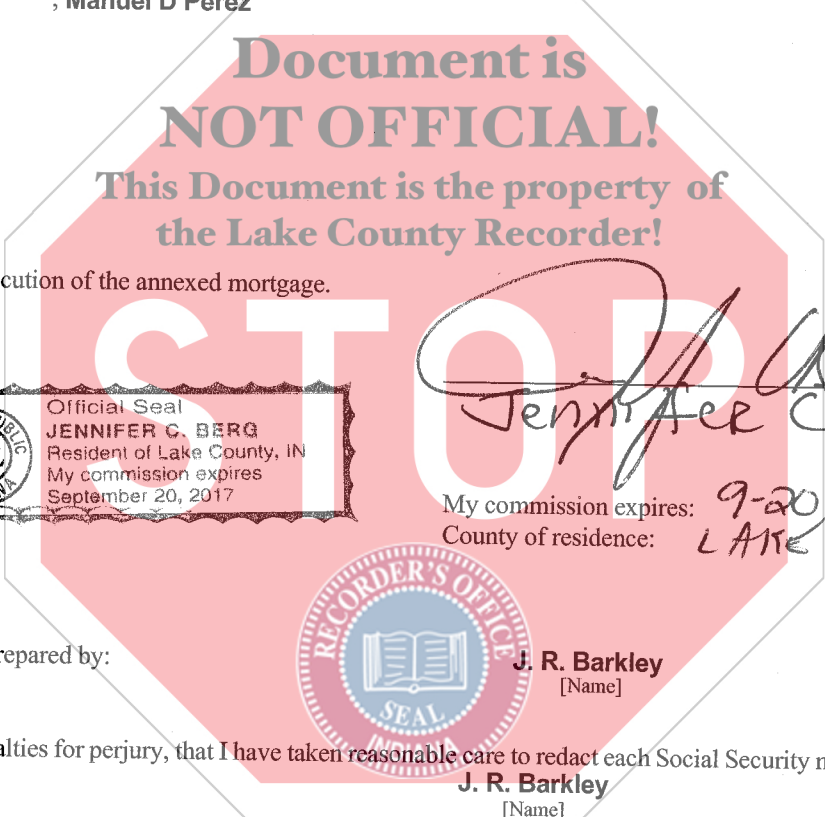 , Manuel D Perez
Document is
NOT OFFICIAL!
This Document is the property of
the Lake County Recorder!
cution of the annexed mortgage.
STOP
Official Seal
JENNIFER C. BERG
Resident of Lake County, IN
My commission expires
September 20, 2017
Jennifer C
My commission expires: 9-20
County of residence: LAKE
RECORDER'S OFFICE
SEAL
INDIANA
repared by:
J. R. Barkley
[Name]
alties for perjury, that I have taken reasonable care to redact each Social Security n
J. R. Barkley
[Name]